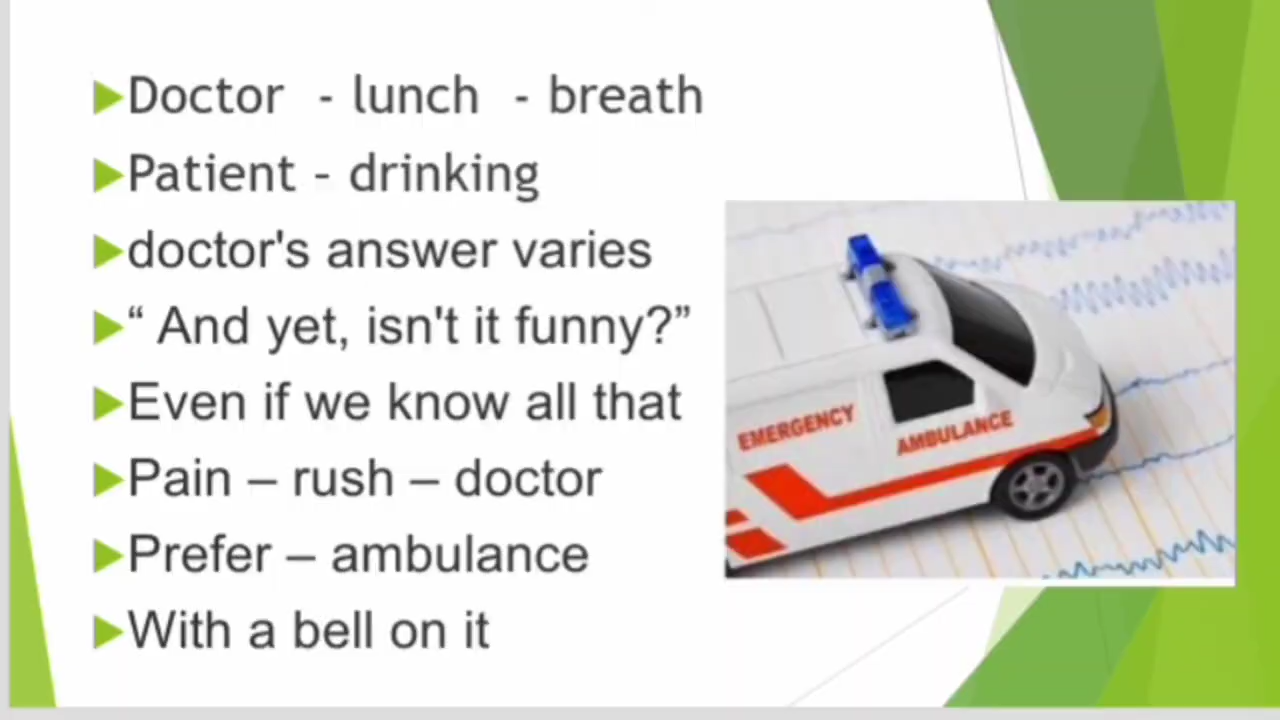 Doctor - lunch - breath
Patient - drinking
doctor's answer varies
“ And yet, isn't it funny?”
Even if we know all that
Pain – rush – doctor
Prefer – ambulance
With a bell on it
EMERGENCY
AMBULANCE